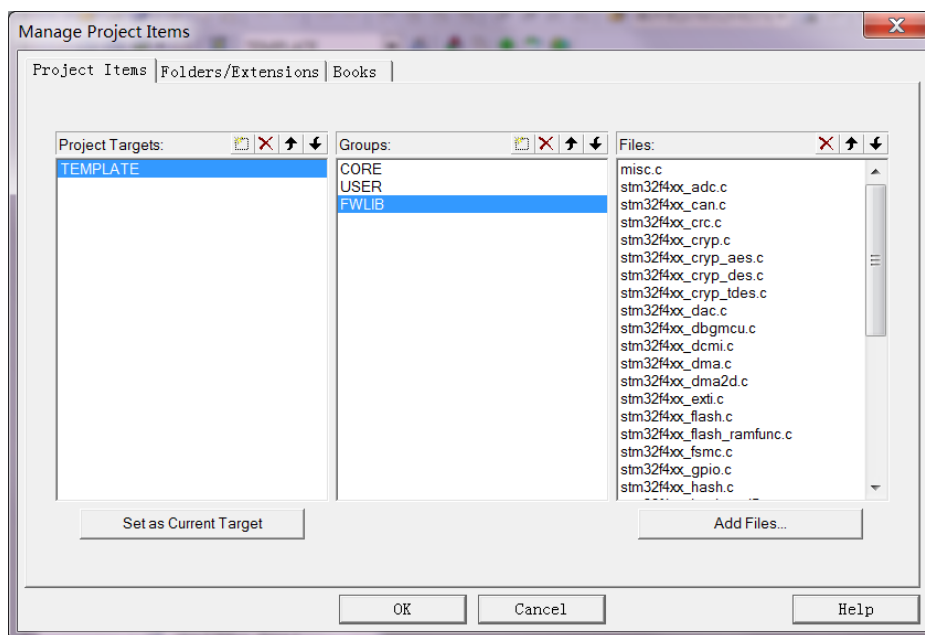 Manage Project Items
Project Items Folders/Extensions Books
Project Targets: Groups: Files:
TEMPLATE
CORE
USER
FWLIB
misc.c
stm32f4xx_adc.c
stm32f4xx_can.c
stm32f4xx_crc.c
stm32f4xx_cryp.c
stm32f4xx_cryp_aes.c
stm32f4xx_cryp_des.c
stm32f4xx_cryp_tdes.c
stm32f4xx_dac.c
stm32f4xx_dbgmcu.c
stm32f4xx_dcmi.c
stm32f4xx_dma.c
stm32f4xx_dma2d.c
stm32f4xx_exti.c
stm32f4xx_flash.c
stm32f4xx_flash_ramfunc.c
stm32f4xx_fsmc.c
stm32f4xx_gpio.c
stm32f4xx_hash.c
Set as Current Target
Add Files...
OK Cancel Help